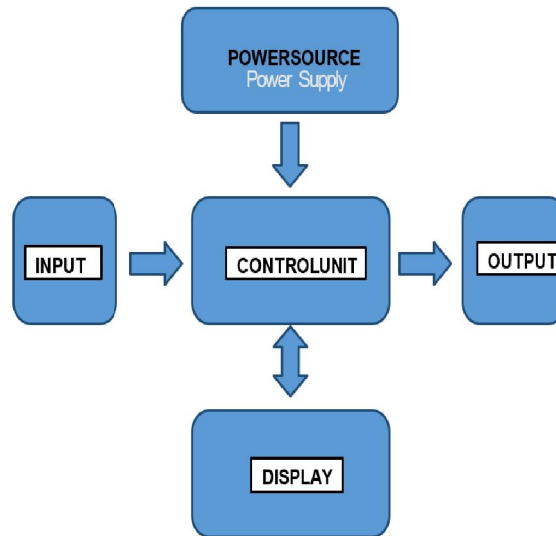 POWERSOURCE
Power Supply
INPUT
CONTROLUNIT
OUTPUT
DISPLAY